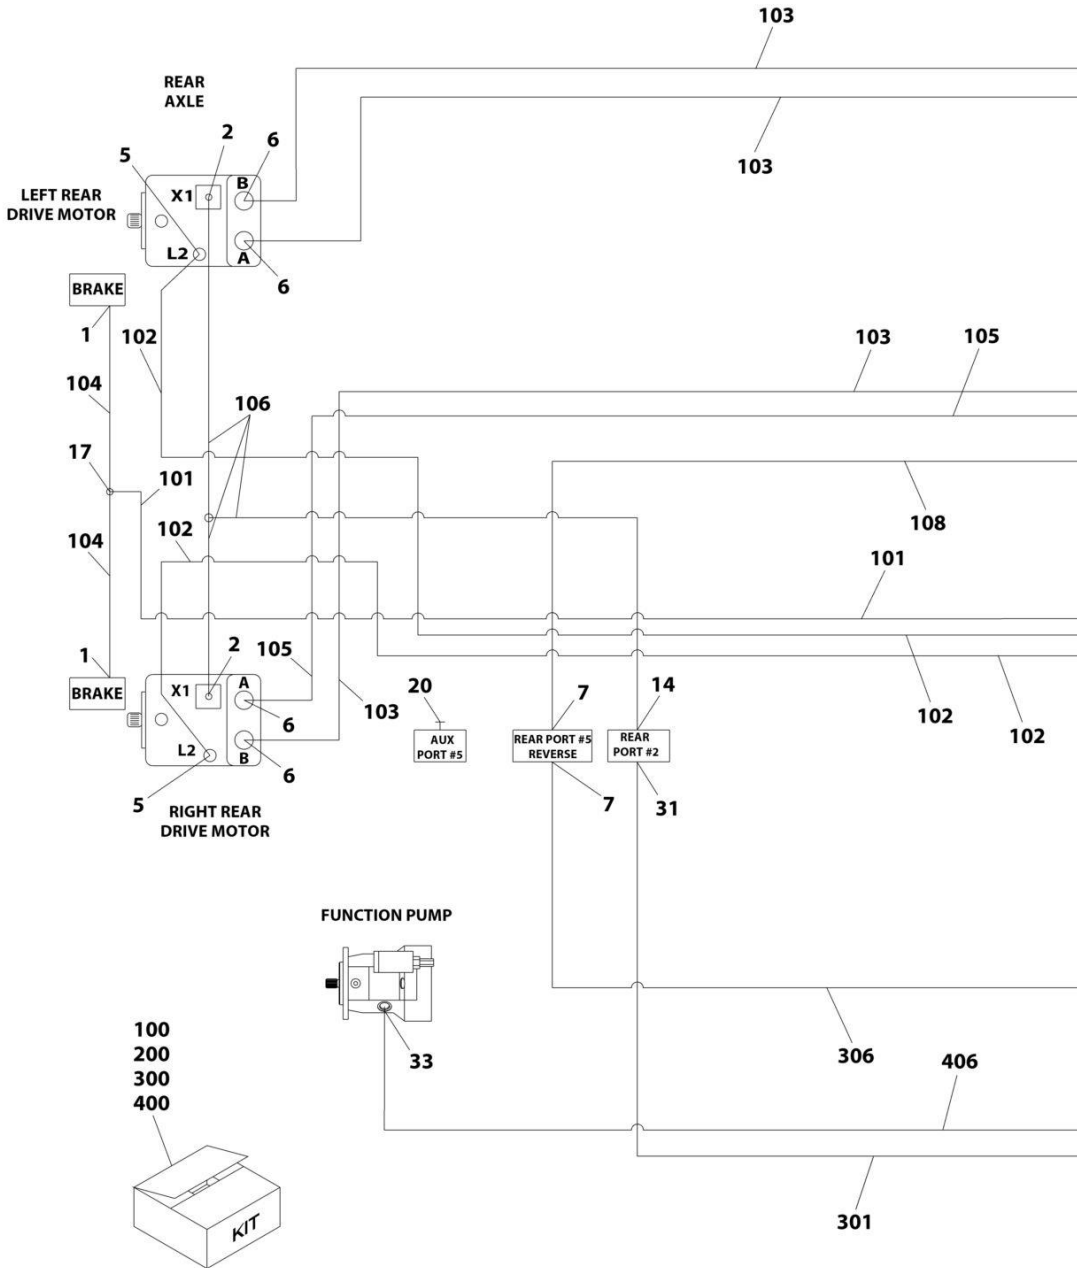 103
REAR
AXLE
103
2
6
5
B
X1
LEFT REAR
DRIVE MOTOR
L2
A
6
BRAKE
1
102
103
105
104
106
17
101
108
102
104
101
1
2
105
14
A
X1
20
7
BRAKE
6
103
102
102
AUX
PORT #5
REAR PORT #5
REVERSE
REAR
PORT #2
L2
B
6
5
7
31
RIGHT REAR
DRIVE MOTOR
FUNCTION PUMP
100
200
300
400
33
306
406
301
KIT